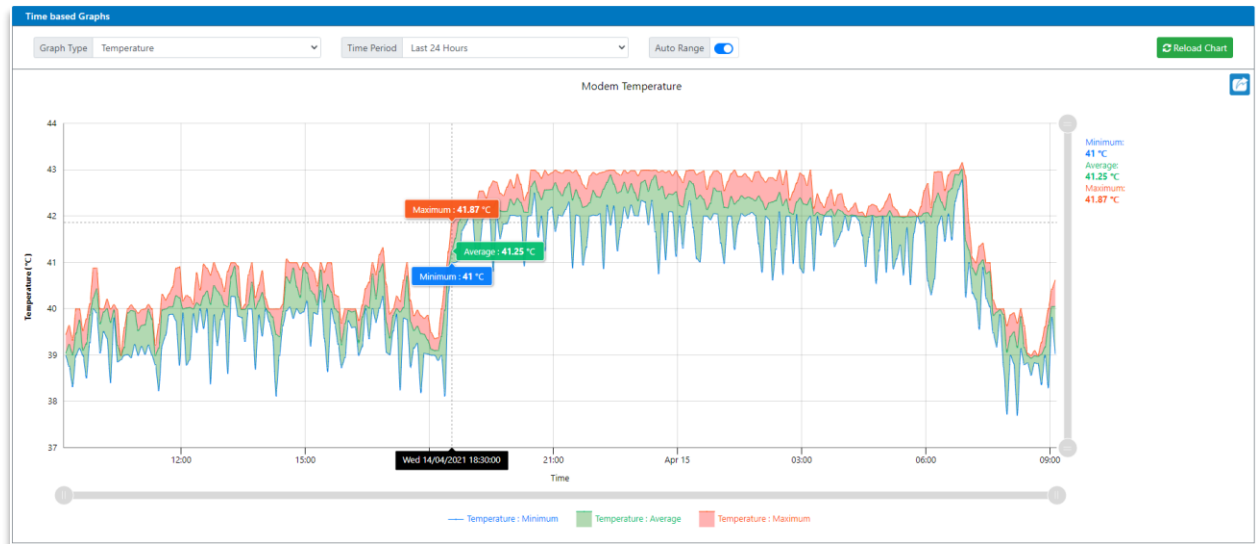 Time based Graphs
Graph Type Temperature Time Period Last 24 Hours Auto Range Reload Chart
Modem Temperature
44
43
42
41
40
39
38
37
Temperature(°C)
Maximum : 41.87 °C
Average : 41.25 °C
Minimum : 41 °C
Minimum:
41 °C
Average:
41.25 °C
Maximum:
41.87 °C
12:00 15:00 Wed 14/04/2021 18:30:00 21:00 Apr 15 03:00 06:00 09:00
Time
Temperature : Minimum Temperature : Average Temperature : Maximum